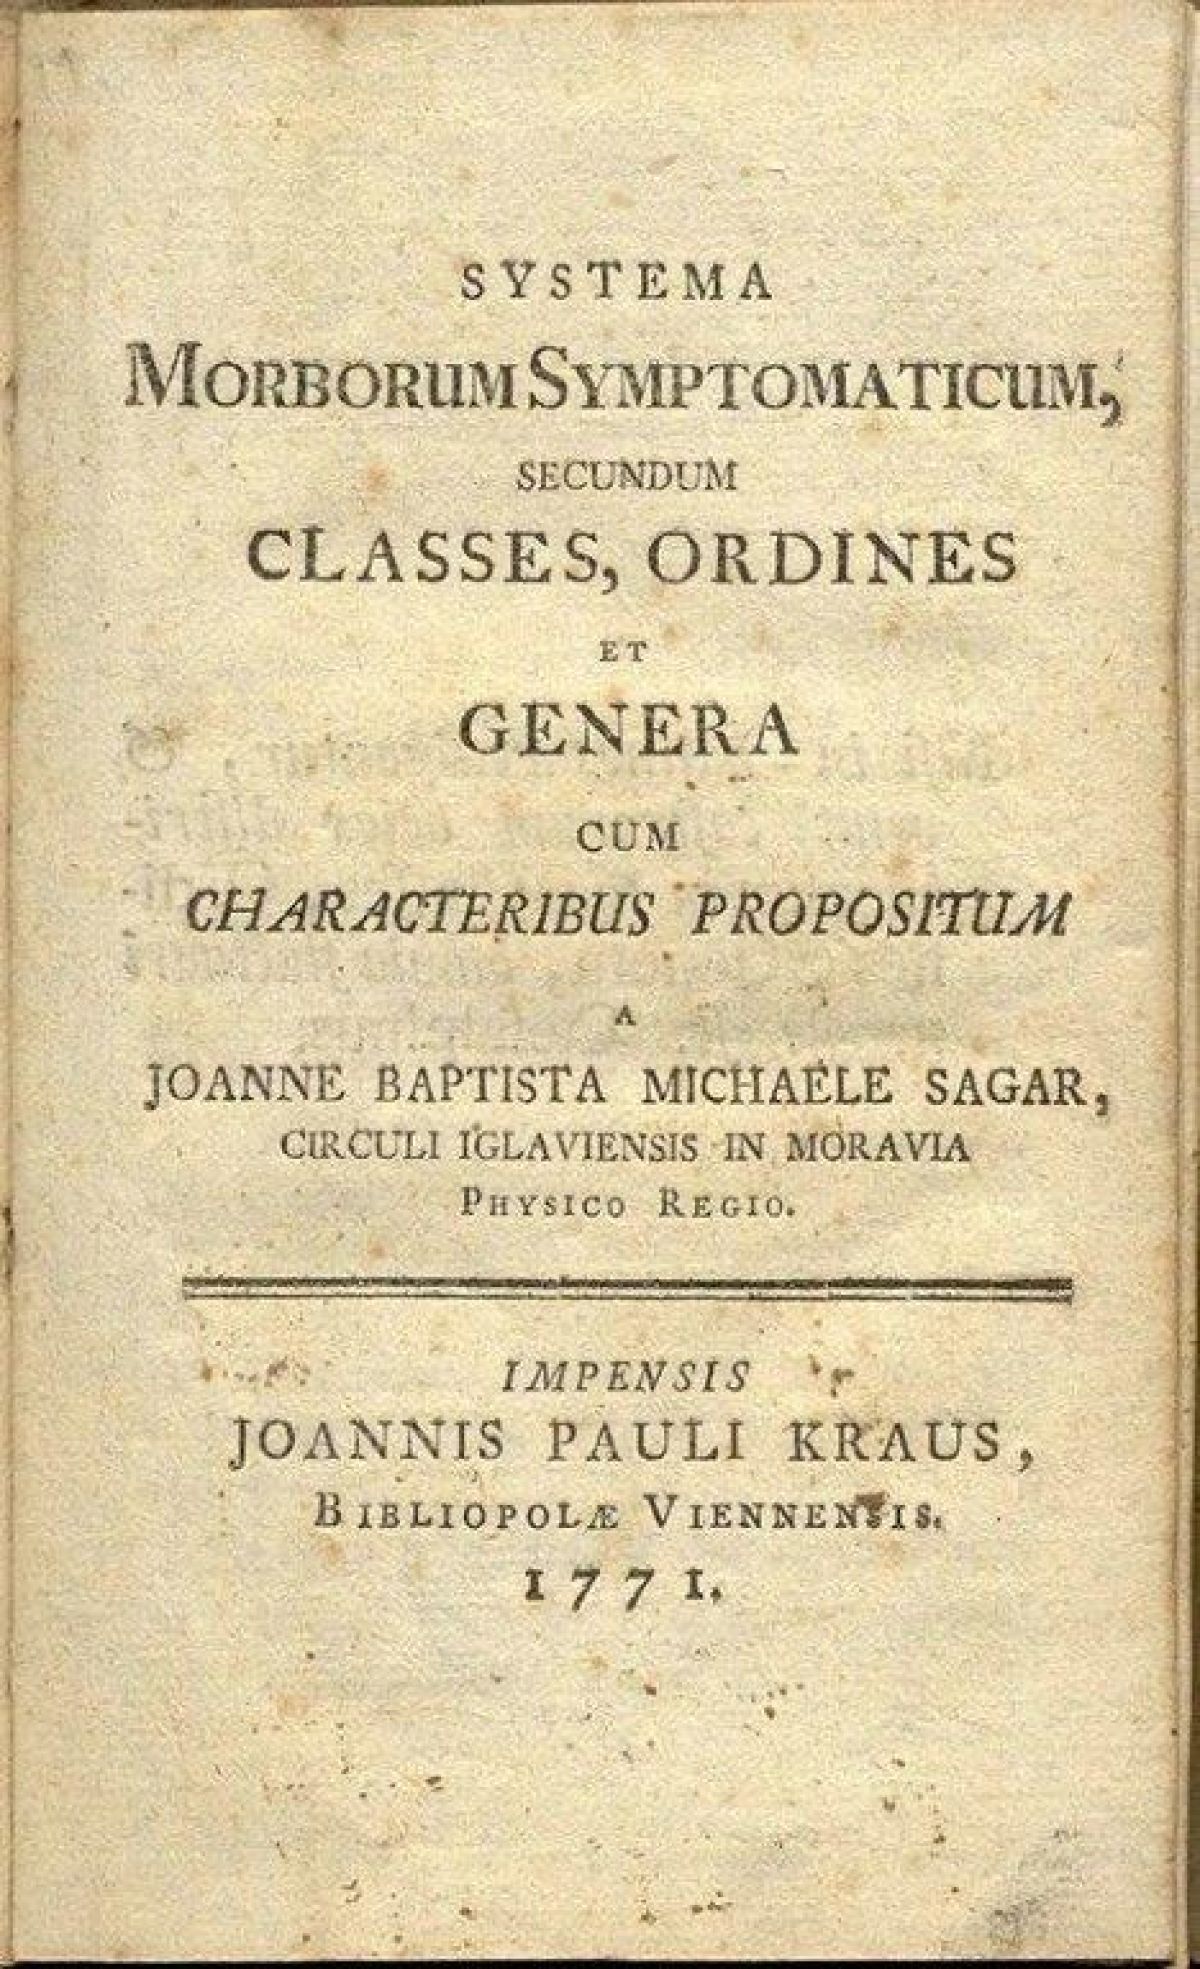 SYSTEMA
MORBORUM SYMPTOMATICUM,
SECUNDUM
CLASSES, ORDINES
ET
GENERA
CUM
CHARACTERIBUS PROPOSITUM
A
JOANNE BAPTISTA MICHAELE SAGAR,
CIRCULI IGLAVIENSIS IN MORAVIA
PHYSICO REGIO.
IMPENSIS
JOANNIS PAULI KRAUS,
BIBLIOPOLÆ VIENNENSIS.
1771.